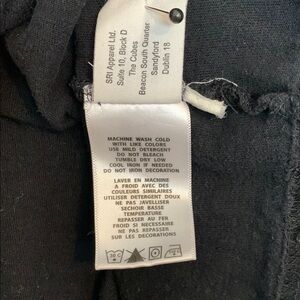 SRI Apparel Ltd.
Suite 10, Block D
The Cubes
Beacon South Quarter
Sandyford
Dublin 18
MACHINE WASH COLD
WITH LIKE COLORS
USE MILD DETERGENT
DO NOT BLEACH
TUMBLE DRY LOW
COOL IRON IF NEEDED
DO NOT IRON DECORATION
LAVER EN MACHINE
A FROID AVEC DES
COULEURS SIMILAIRES
UTILISER DETERGENT DOUX
NE PAS JAVELLISER
SECHOIR BASSE
TEMPERATURE
REPASSER AU FER
FROID SI NECESSAIRE
NE PAS REPASSER
SUR LES DECORATIONS
30 C